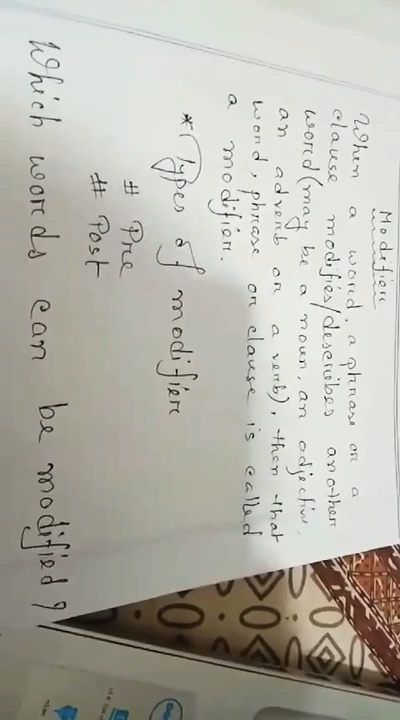 Modifier
When a word, a phrase or a
clause modifies/describes another
word (may be a noun, an adjective,
an adverb or a verb), then that
word, phrase or clause is called
a modifier.
* Types of modifier
# Pre
# Post
Which words can be modified?